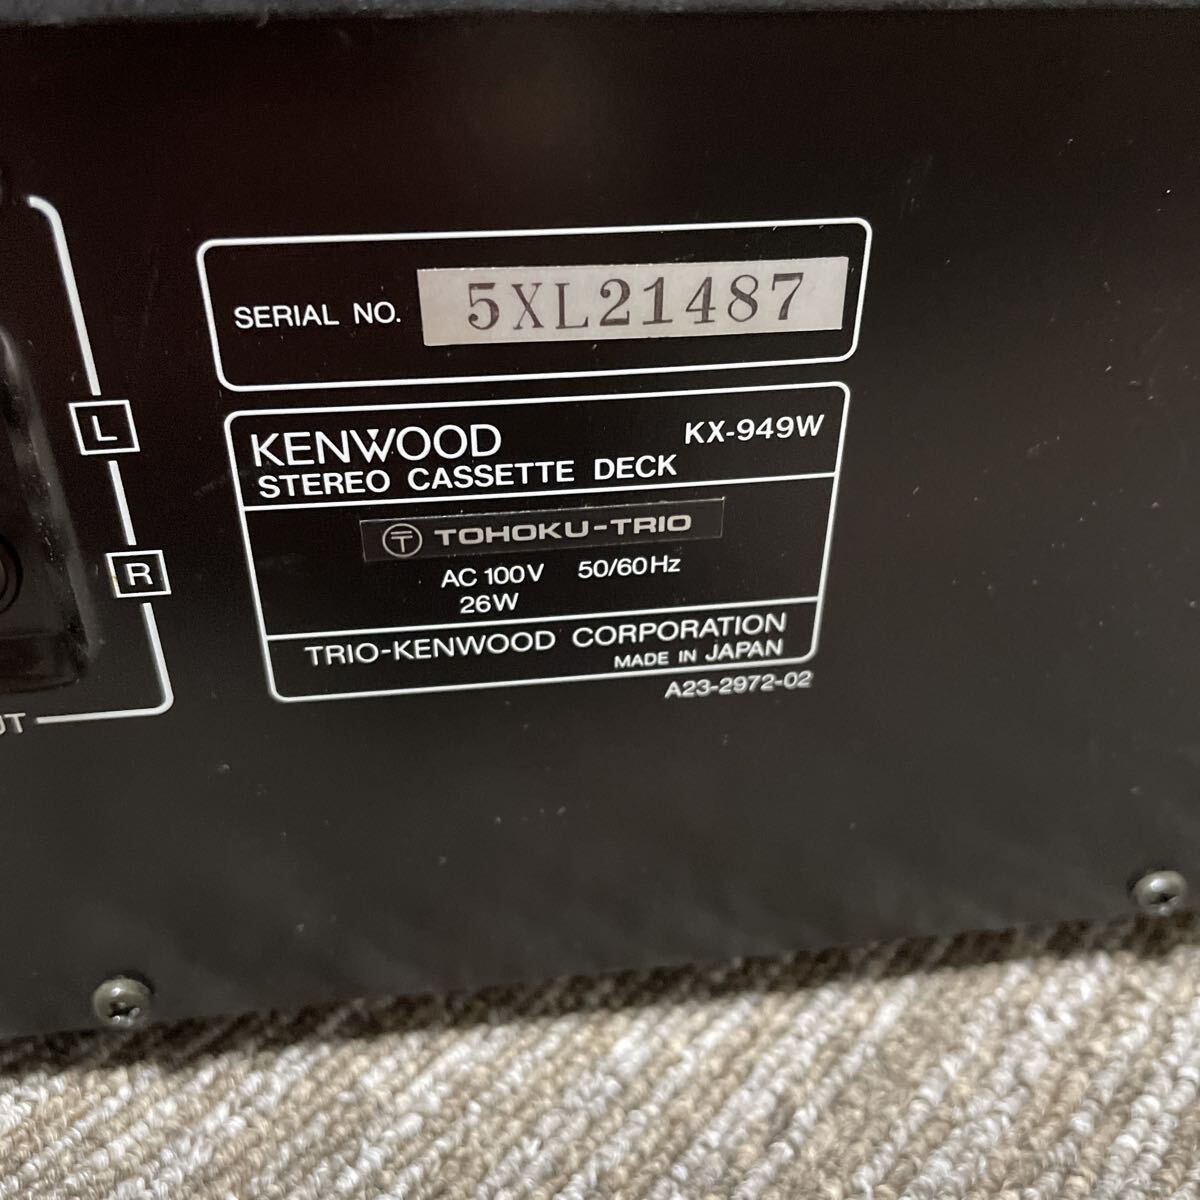 SERIAL NO. 5XL21487
L
R
KENWOOD KX-949W
STEREO CASSETTE DECK
〒 TOHOKU-TRIO
AC 100V 50/60Hz
26W
TRIO-KENWOOD CORPORATION
MADE IN JAPAN
A23-2972-02